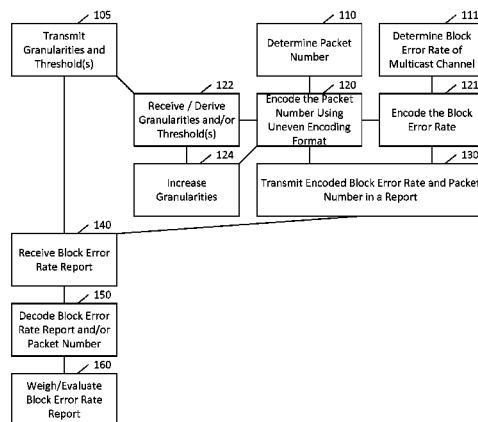 105
Transmit
Granularities and
Threshold(s)
110
Determine Packet
Number
111
Determine Block
Error Rate of
Multicast Channel
122
Receive / Derive
Granularities and/or
Threshold(s)
120
Encode the Packet
Number Using
Uneven Encoding
Format
121
Encode the Block
Error Rate
124
Increase
Granularities
130
Transmit Encoded Block Error Rate and Packet
Number in a Report
140
Receive Block Error
Rate Report
150
Decode Block Error
Rate Report and/or
Packet Number
160
Weigh/Evaluate
Block Error Rate
Report